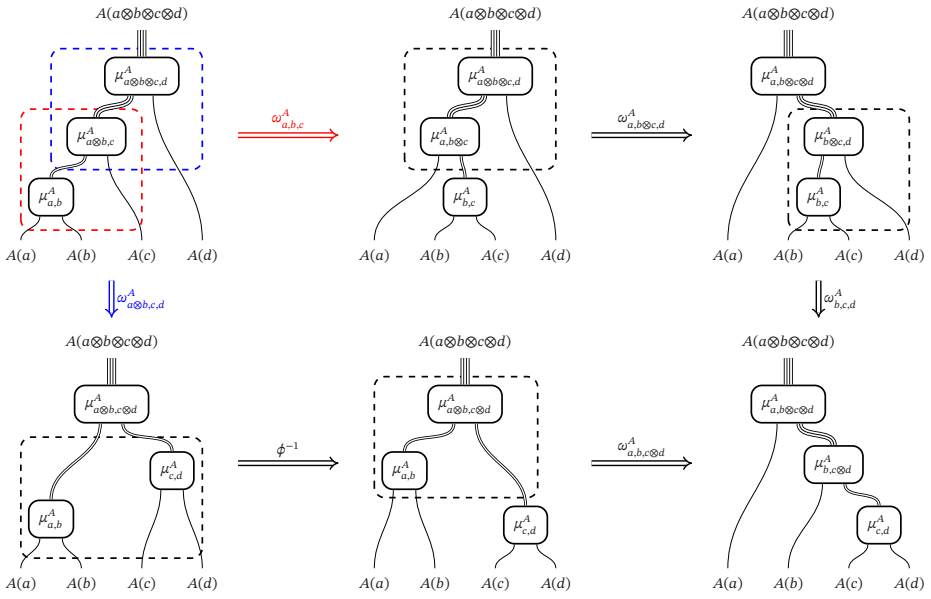 A(a⊗b⊗c⊗d) A(a⊗b⊗c⊗d) A(a⊗b⊗c⊗d)
μ^A_{a⊗b⊗c,d} μ^A_{a⊗b⊗c,d} μ^A_{a,b⊗c⊗d}
ω^A_{a,b,c} ω^A_{a,b⊗c,d}
μ^A_{a⊗b,c} μ^A_{a,b⊗c} μ^A_{b⊗c,d}
μ^A_{a,b} μ^A_{b,c} μ^A_{b,c}
A(a) A(b) A(c) A(d) A(a) A(b) A(c) A(d) A(a) A(b) A(c) A(d)
ω^A_{a⊗b,c,d} ω^A_{b,c,d}
A(a⊗b⊗c⊗d) A(a⊗b⊗c⊗d) A(a⊗b⊗c⊗d)
μ^A_{a⊗b,c⊗d} μ^A_{a⊗b,c⊗d} μ^A_{a,b⊗c⊗d}
ϕ^{-1} ω^A_{a,b,c⊗d}
μ^A_{c,d} μ^A_{a,b} μ^A_{b,c⊗d}
μ^A_{a,b} μ^A_{c,d} μ^A_{c,d}
A(a) A(b) A(c) A(d) A(a) A(b) A(c) A(d) A(a) A(b) A(c) A(d)